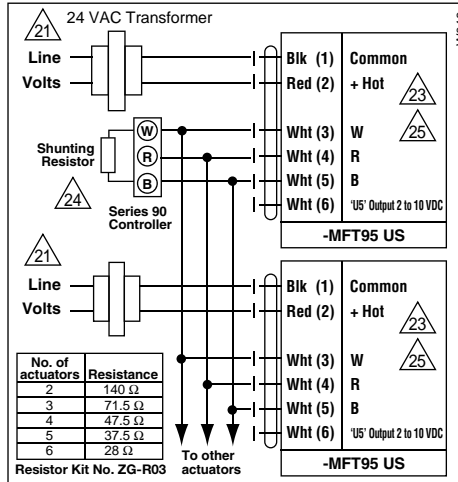 21
24 VAC Transformer
Line
Volts
Blk (1) Common
Red (2) + Hot
23
25
Wht (3) W
Wht (4) R
Wht (5) B
Wht (6) 'U5' Output 2 to 10 VDC
-MFT95 US
W
R
B
Shunting
Resistor
24
Series 90
Controller
21
Line
Volts
Blk (1) Common
Red (2) + Hot
23
25
Wht (3) W
Wht (4) R
Wht (5) B
Wht (6) 'U5' Output 2 to 10 VDC
-MFT95 US
No. of
actuators Resistance
2 140 Ω
3 71.5 Ω
4 47.5 Ω
5 37.5 Ω
6 28 Ω
Resistor Kit No. ZG-R03
To other
actuators